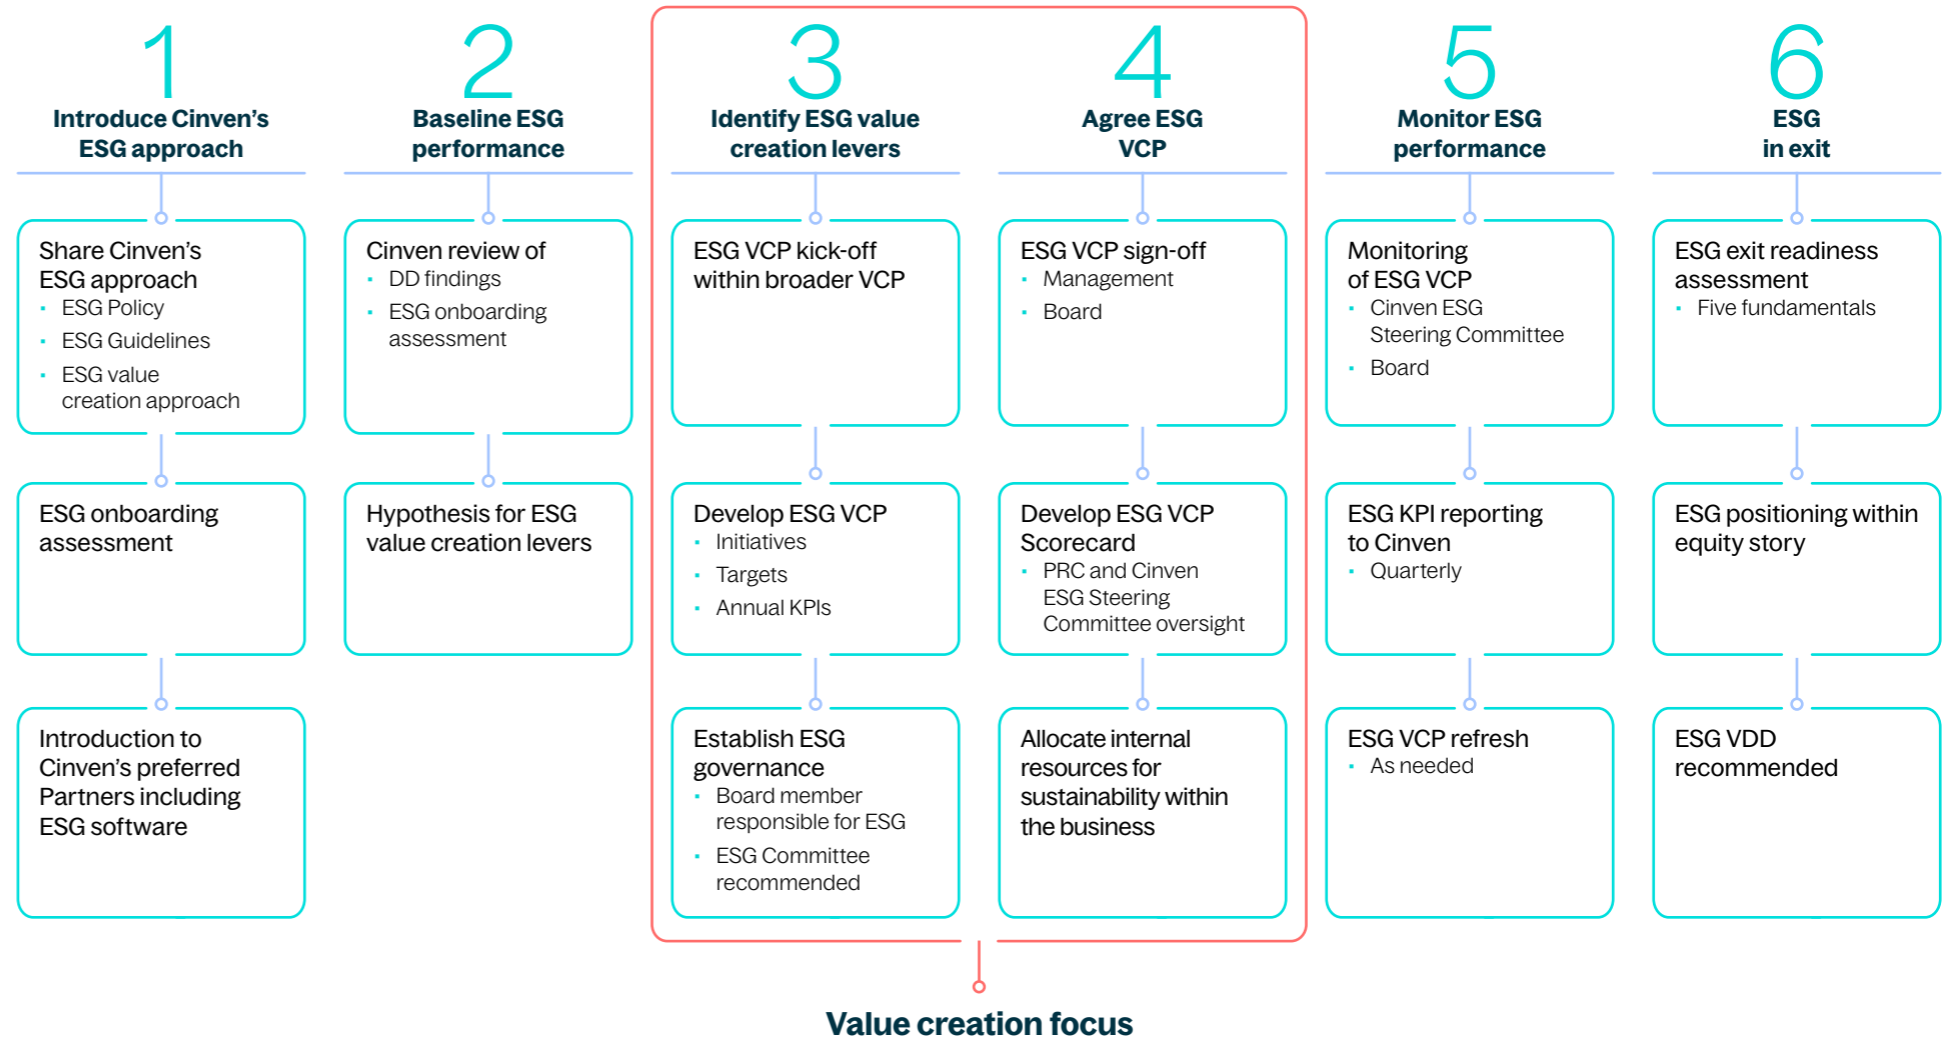 1
Introduce Cinven’s
ESG approach
Share Cinven’s
ESG approach
▪ ESG Policy
▪ ESG Guidelines
▪ ESG value
creation approach
ESG onboarding
assessment
Introduction to
Cinven’s preferred
Partners including
ESG software
2
Baseline ESG
performance
Cinven review of
▪ DD findings
▪ ESG onboarding
assessment
Hypothesis for ESG
value creation levers
3
Identify ESG value
creation levers
ESG VCP kick-off
within broader VCP
Develop ESG VCP
▪ Initiatives
▪ Targets
▪ Annual KPIs
Establish ESG
governance
▪ Board member
responsible for ESG
▪ ESG Committee
recommended
4
Agree ESG
VCP
ESG VCP sign-off
▪ Management
▪ Board
Develop ESG VCP
Scorecard
▪ PRC and Cinven
ESG Steering
Committee oversight
Allocate internal
resources for
sustainability within
the business
5
Monitor ESG
performance
Monitoring
of ESG VCP
▪ Cinven ESG
Steering Committee
▪ Board
ESG KPI reporting
to Cinven
▪ Quarterly
ESG VCP refresh
▪ As needed
6
ESG
in exit
ESG exit readiness
assessment
▪ Five fundamentals
ESG positioning within
equity story
ESG VDD
recommended
Value creation focus